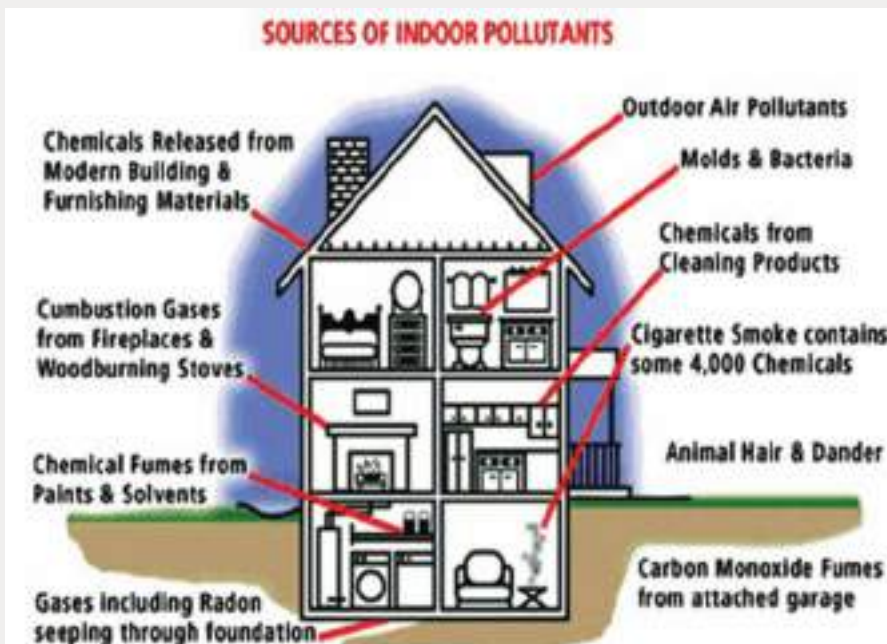 SOURCES OF INDOOR POLLUTANTS
Chemicals Released from
Modern Building &
Furnishing Materials
Cumbustion Gases
from Fireplaces &
Woodburning Stoves
Chemical Fumes from
Paints & Solvents
Gases including Radon
seeping through foundation
Outdoor Air Pollutants
Molds & Bacteria
Chemicals from
Cleaning Products
Cigarette Smoke contains
some 4,000 Chemicals
Animal Hair & Dander
Carbon Monoxide Fumes
from attached garage